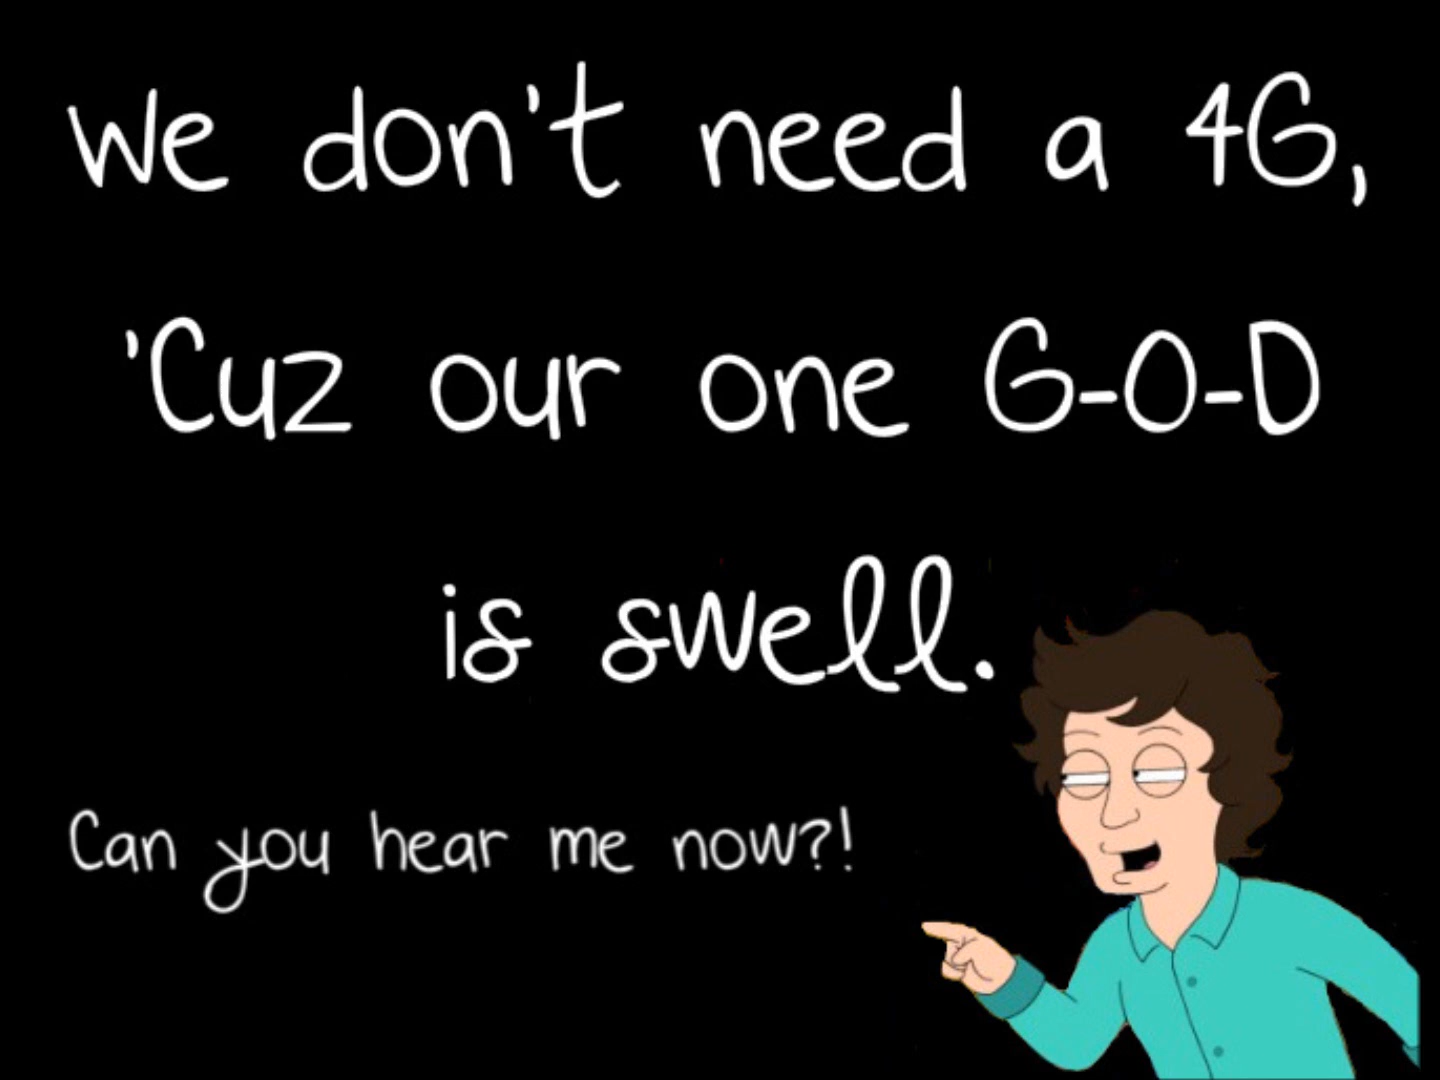 We don't need a 4G,
'Cuz our one G-O-D
is swell.
Can you hear me now?!